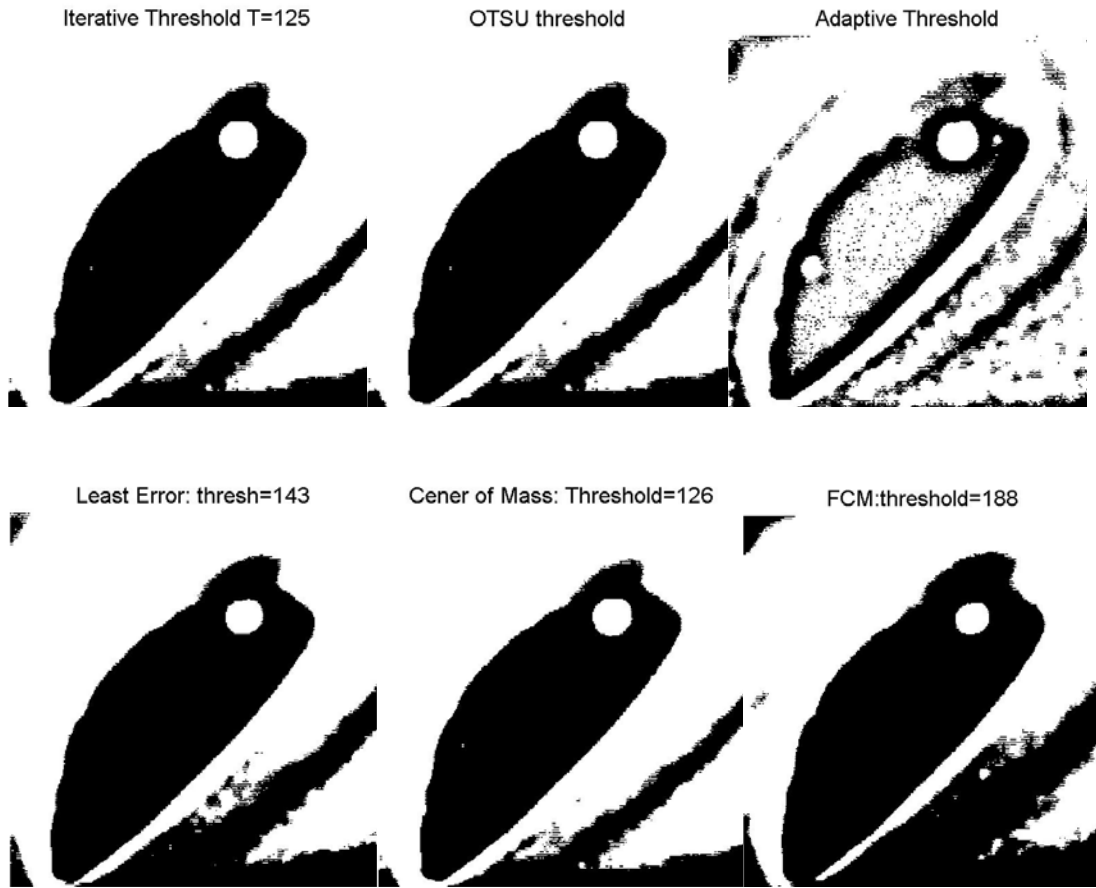 Iterative Threshold T=125
OTSU threshold
Adaptive Threshold
Least Error: thresh=143
Cener of Mass: Threshold=126
FCM:threshold=188